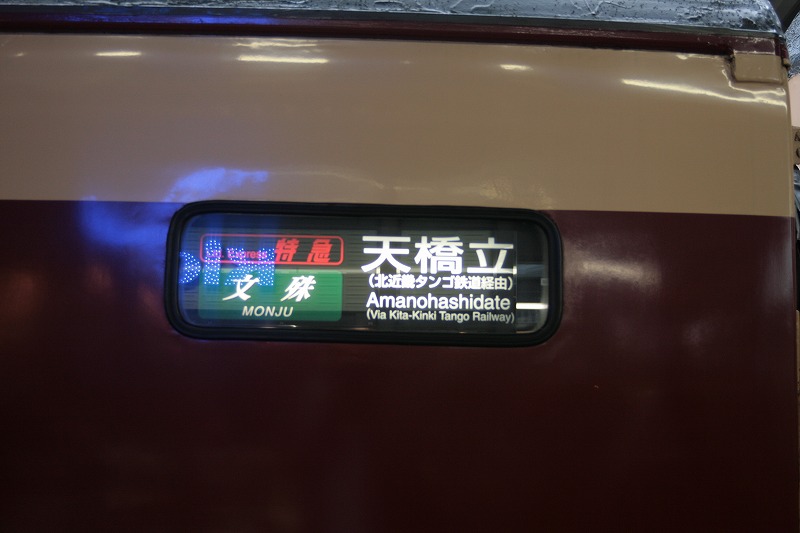 Express 特急
文殊
MONJU
天橋立
(北近畿タンゴ鉄道経由)
Amanohashidate
(Via Kita-Kinki Tango Railway)